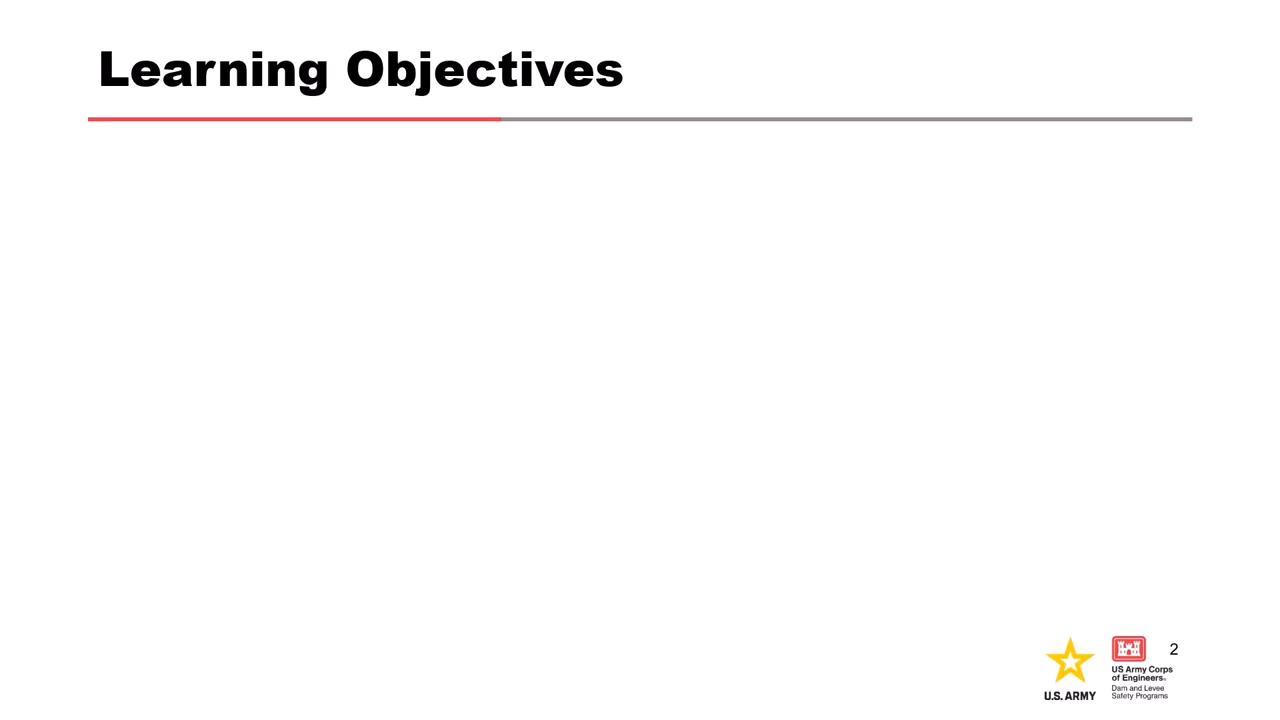 Learning Objectives
2
U.S. ARMY
US Army Corps
of Engineers®
Dam and Levee
Safety Programs